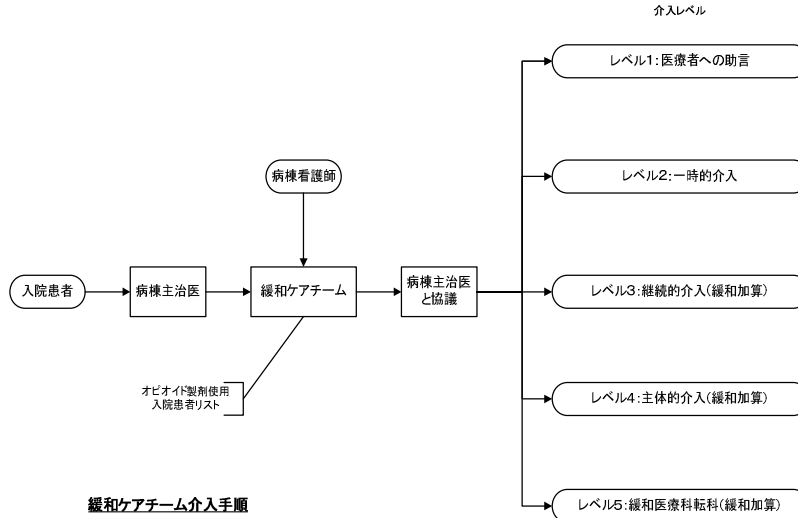 介入レベル
レベル1:医療者への助言
病棟看護師
レベル2:一時的介入
入院患者
病棟主治医
緩和ケアチーム
病棟主治医
と協議
レベル3:継続的介入(緩和加算)
オピオイド製剤使用
入院患者リスト
レベル4:主体的介入(緩和加算)
緩和ケアチーム介入手順
レベル5:緩和医療科転科(緩和加算)